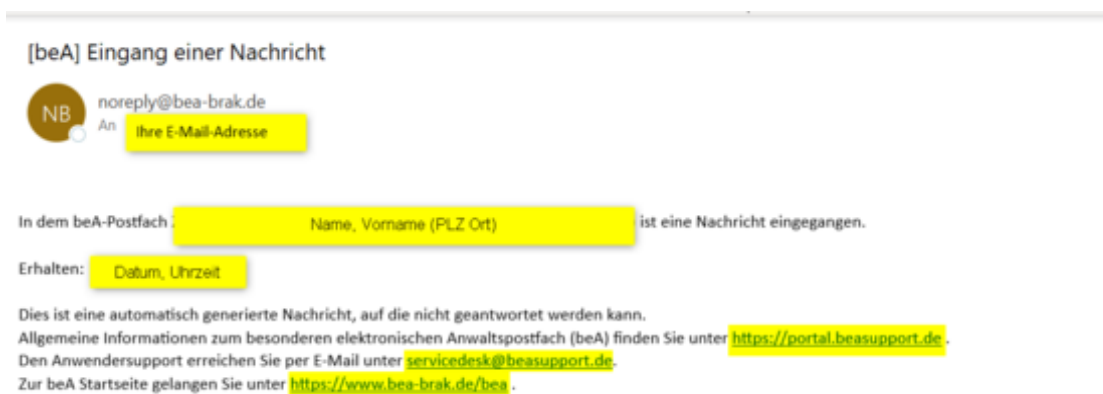 [beA] Eingang einer Nachricht
NB
noreply@bea-brak.de
An Ihre E-Mail-Adresse
In dem beA-Postfach Name, Vorname (PLZ Ort) ist eine Nachricht eingegangen.
Erhalten: Datum, Uhrzeit
Dies ist eine automatisch generierte Nachricht, auf die nicht geantwortet werden kann.
Allgemeine Informationen zum besonderen elektronischen Anwaltspostfach (beA) finden Sie unter https://portal.beasupport.de .
Den Anwendersupport erreichen Sie per E-Mail unter servicedesk@beasupport.de.
Zur beA Startseite gelangen Sie unter https://www.bea-brak.de/bea .